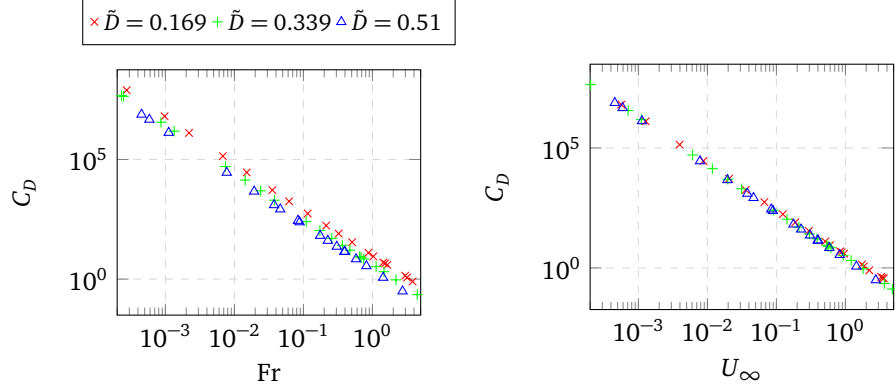 × D̃ = 0.169 + D̃ = 0.339 △ D̃ = 0.51
C_D
10^5
10^0
10^−3 10^−2 10^−1 10^0
Fr
C_D
10^5
10^0
10^−3 10^−2 10^−1 10^0
U_∞